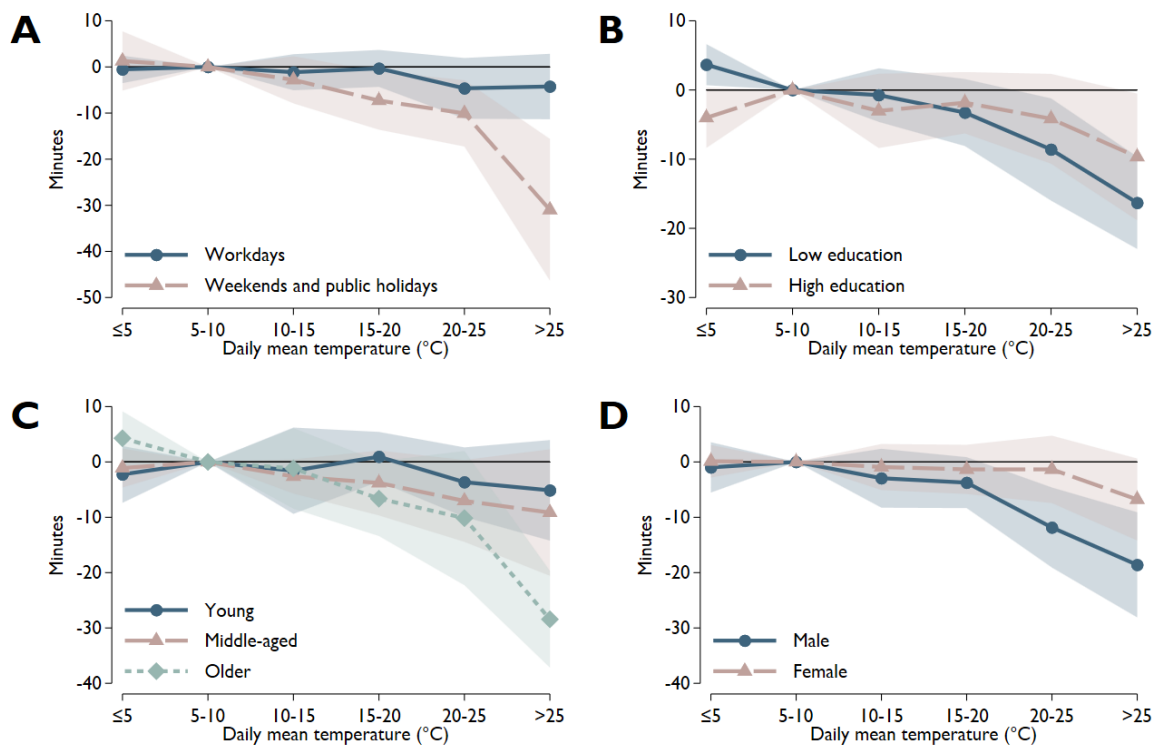 A
10
0
-10
-20
-30
-40
-50
Minutes
Workdays
Weekends and public holidays
≤5 5-10 10-15 15-20 20-25 >25
Daily mean temperature (°C)
B
10
0
-10
-20
-30
Minutes
Low education
High education
≤5 5-10 10-15 15-20 20-25 >25
Daily mean temperature (°C)
C
10
0
-10
-20
-30
-40
Minutes
Young
Middle-aged
Older
≤5 5-10 10-15 15-20 20-25 >25
Daily mean temperature (°C)
D
10
0
-10
-20
-30
-40
Minutes
Male
Female
≤5 5-10 10-15 15-20 20-25 >25
Daily mean temperature (°C)